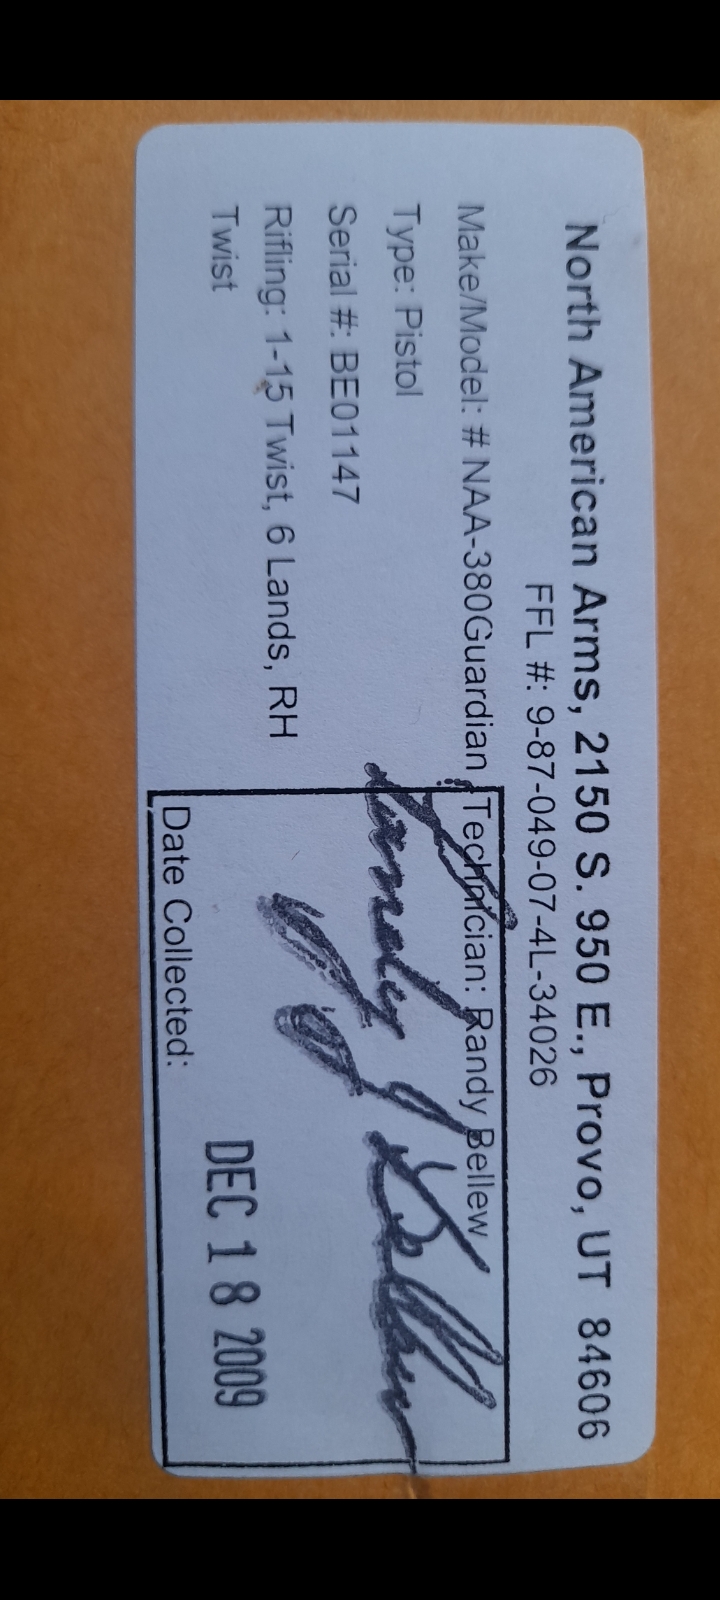 North American Arms, 2150 S. 950 E., Provo, UT 84606
FFL #: 9-87-049-07-4L-34026
Make/Model: # NAA-380Guardian
Type: Pistol
Serial #: BE01147
Rifling: 1-15 Twist, 6 Lands, RH
Twist
Technician: Randy Bellew
Randy Bellew
Date Collected:
DEC 18 2009